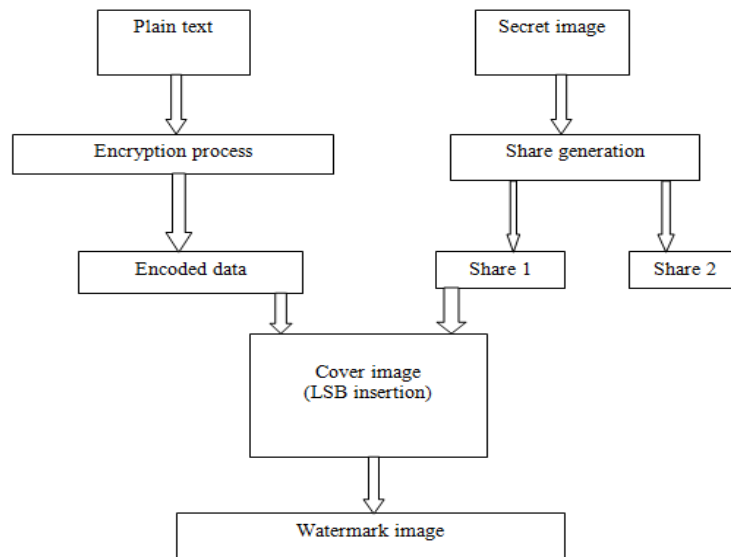 Plain text
Secret image
Encryption process
Share generation
Encoded data
Share 1
Share 2
Cover image
(LSB insertion)
Watermark image